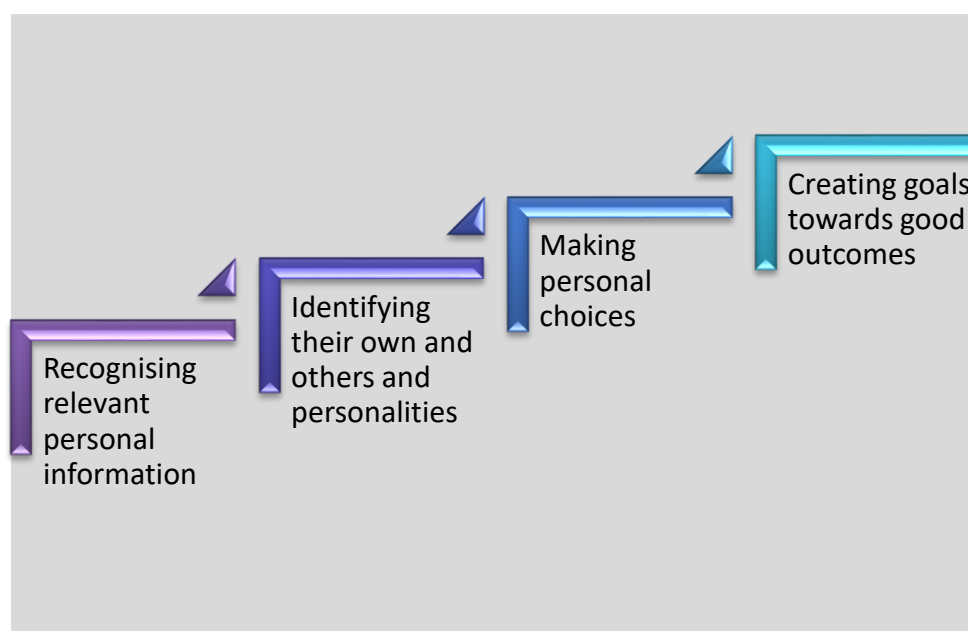 Recognising
relevant
personal
information
Identifying
their own and
others and
personalities
Making
personal
choices
Creating goals
towards good
outcomes